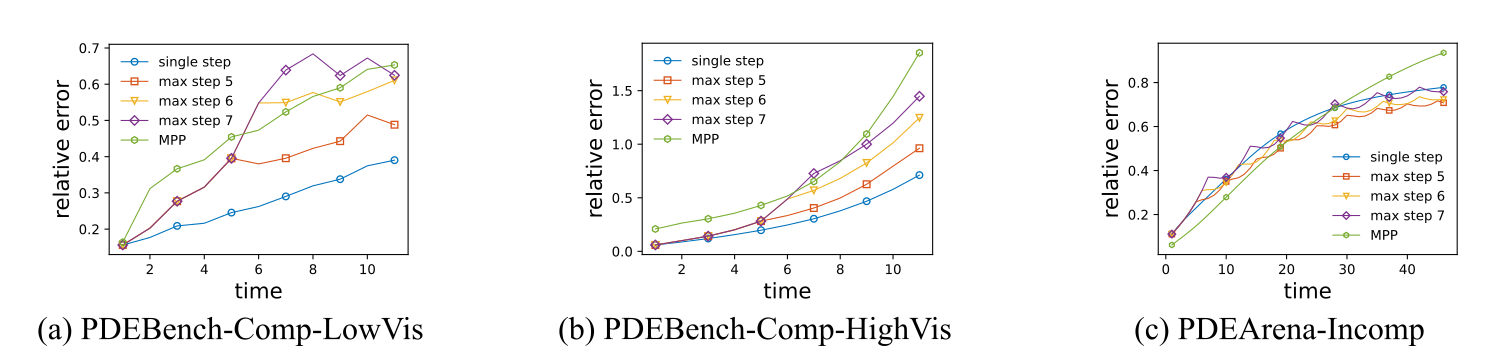 0.7
0.6
0.5
0.4
0.3
0.2
relative error
single step
max step 5
max step 6
max step 7
MPP
2 4 6 8 10
time
(a) PDEBench-Comp-LowVis
1.5
1.0
0.5
0.0
relative error
single step
max step 5
max step 6
max step 7
MPP
2 4 6 8 10
time
(b) PDEBench-Comp-HighVis
0.8
0.6
0.4
0.2
relative error
single step
max step 5
max step 6
max step 7
MPP
0 10 20 30 40
time
(c) PDEArena-Incomp